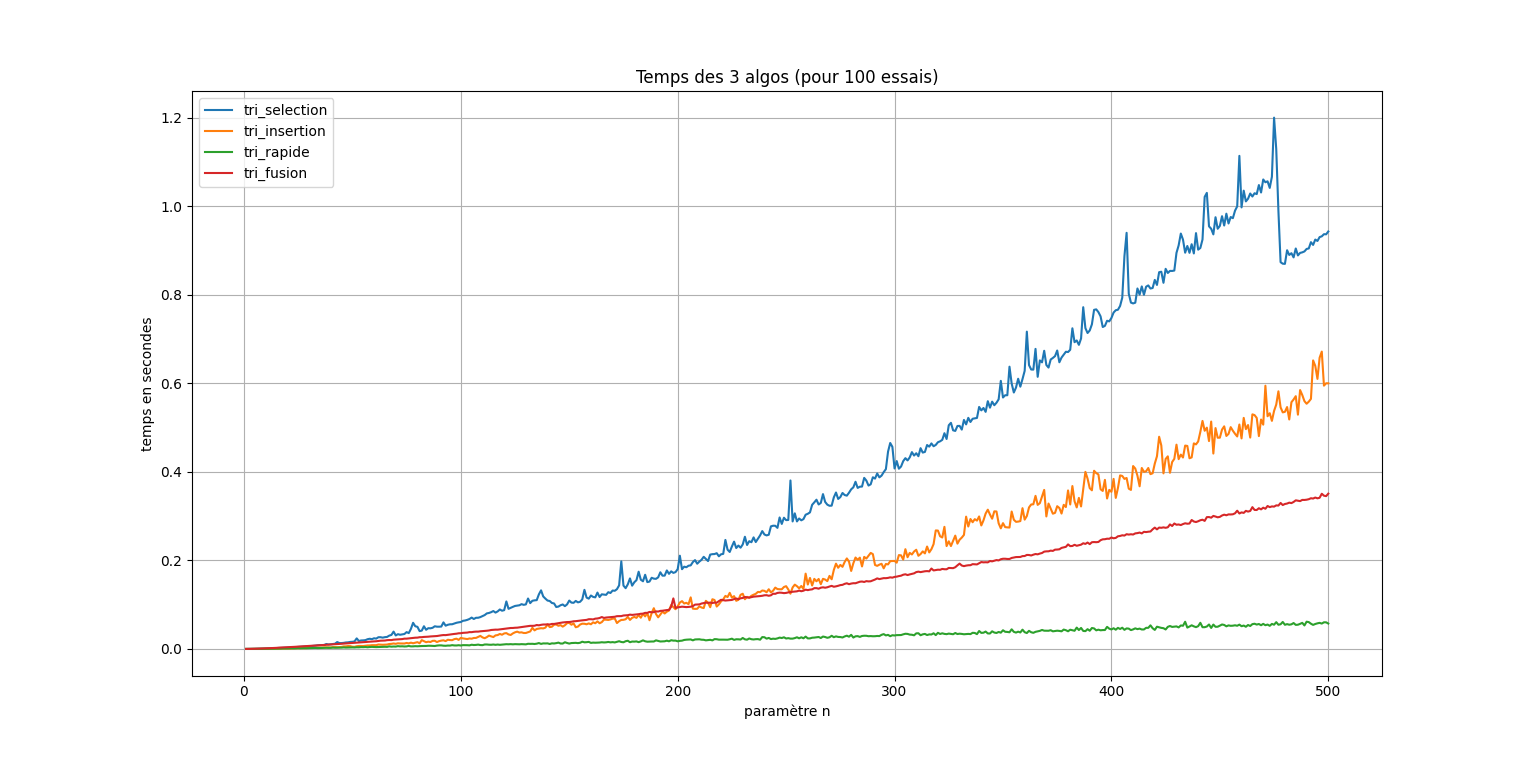 Temps des 3 algos (pour 100 essais)
tri_selection
tri_insertion
tri_rapide
tri_fusion
temps en secondes
1.2
1.0
0.8
0.6
0.4
0.2
0.0
0 100 200 300 400 500
paramètre n